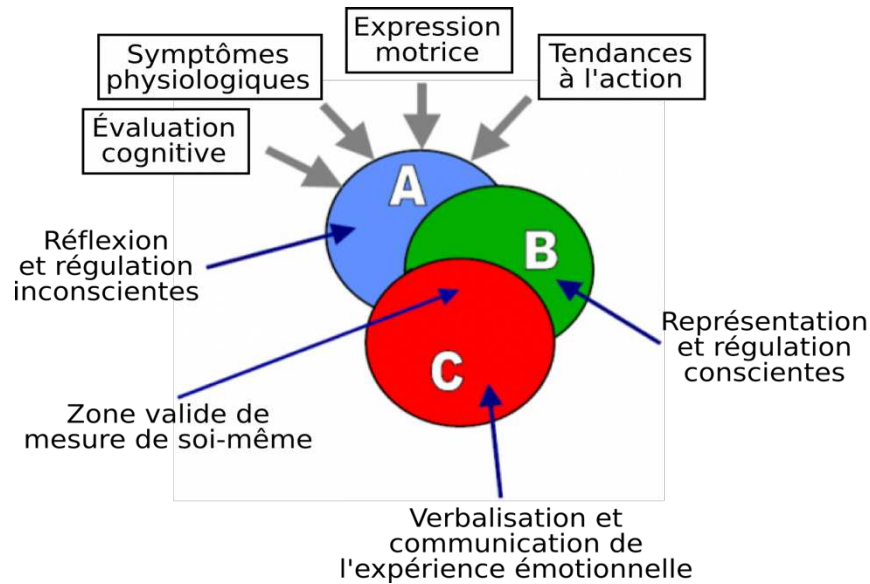 Expression
motrice
Symptômes
physiologiques
Tendances
à l'action
Évaluation
cognitive
A
B
C
Réflexion
et régulation
inconscientes
Représentation
et régulation
conscientes
Zone valide de
mesure de soi-même
Verbalisation et
communication de
l'expérience émotionnelle